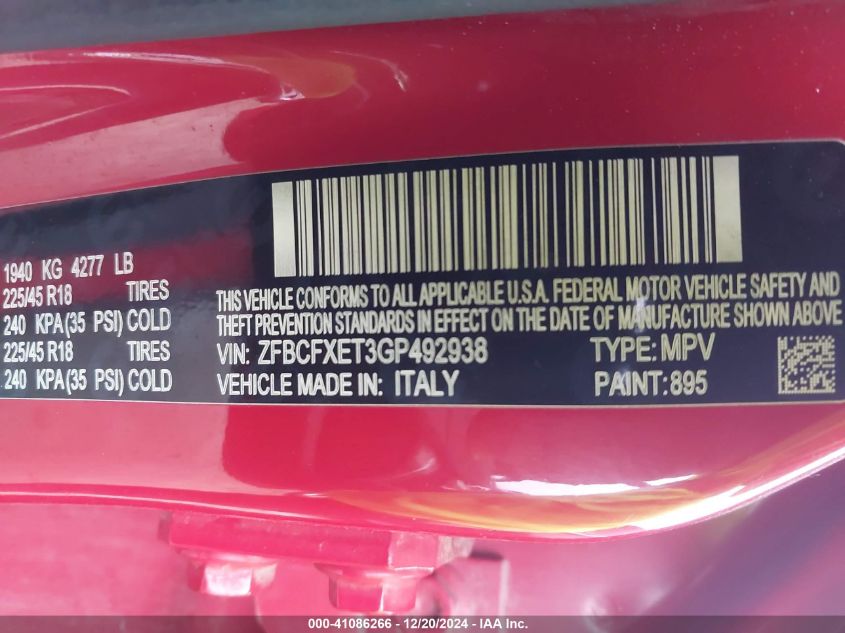 1940 KG 4277 LB
225/45 R18 TIRES
240 KPA(35 PSI) COLD
225/45 R18 TIRES
240 KPA(35 PSI) COLD
THIS VEHICLE CONFORMS TO ALL APPLICABLE U.S.A. FEDERAL MOTOR VEHICLE SAFETY AND
THEFT PREVENTION STANDARDS IN EFFECT ON THE DATE OF MANUFACTURE SHOWN ABOVE
VIN: ZFBCFXET3GP492938 TYPE: MPV
VEHICLE MADE IN: ITALY PAINT: 895
000-41086266 - 12/20/2024 - IAA Inc.